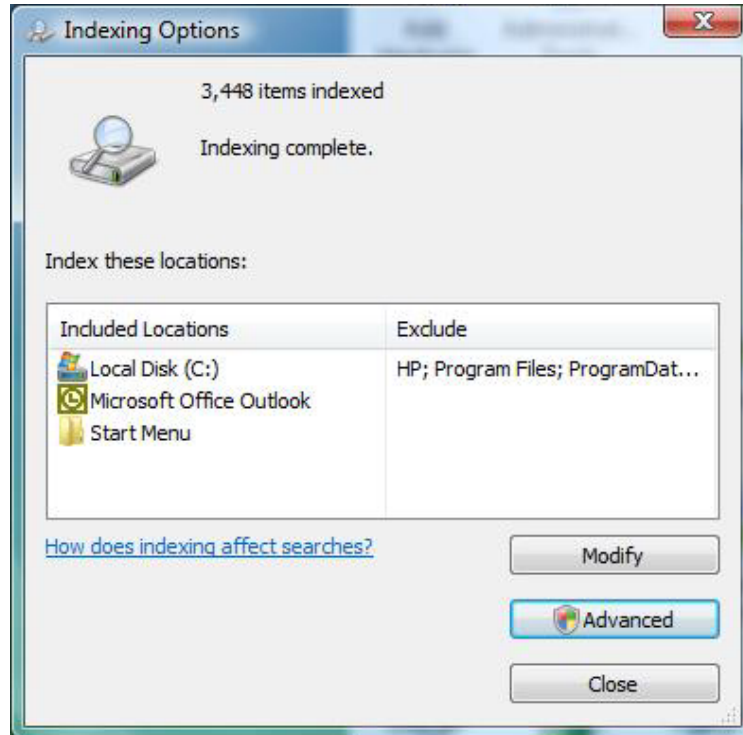 Indexing Options
3,448 items indexed
Indexing complete.
Index these locations:
Included Locations Exclude
Local Disk (C:) HP; Program Files; ProgramDat...
Microsoft Office Outlook
Start Menu
How does indexing affect searches?
Modify
Advanced
Close